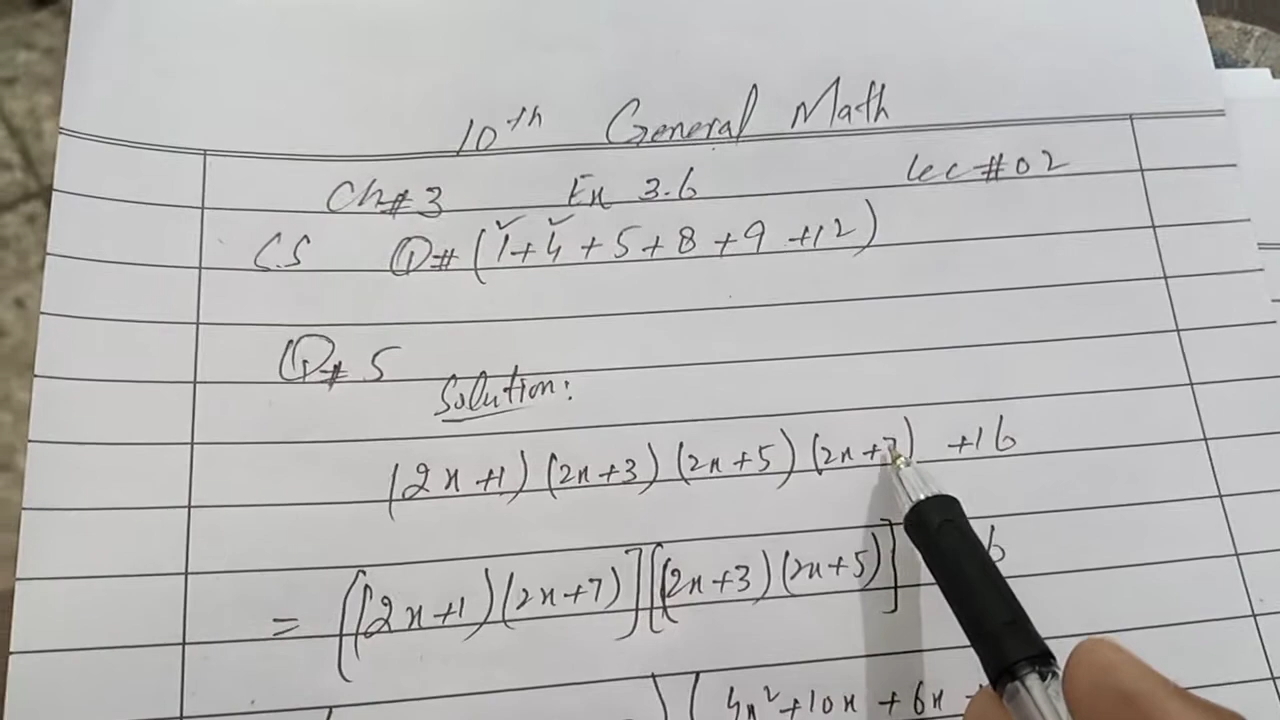 10th General Math
Ch# 3 Ex 3.6 Lec # 02
CS Q# (1+4+5+8+9+12)
Q# 5
Solution:
(2x+1)(2x+3)(2x+5)(2x+7) +16
= [(2x+1)(2x+7)][(2x+3)(2x+5)] 6
4x²+10x+6x